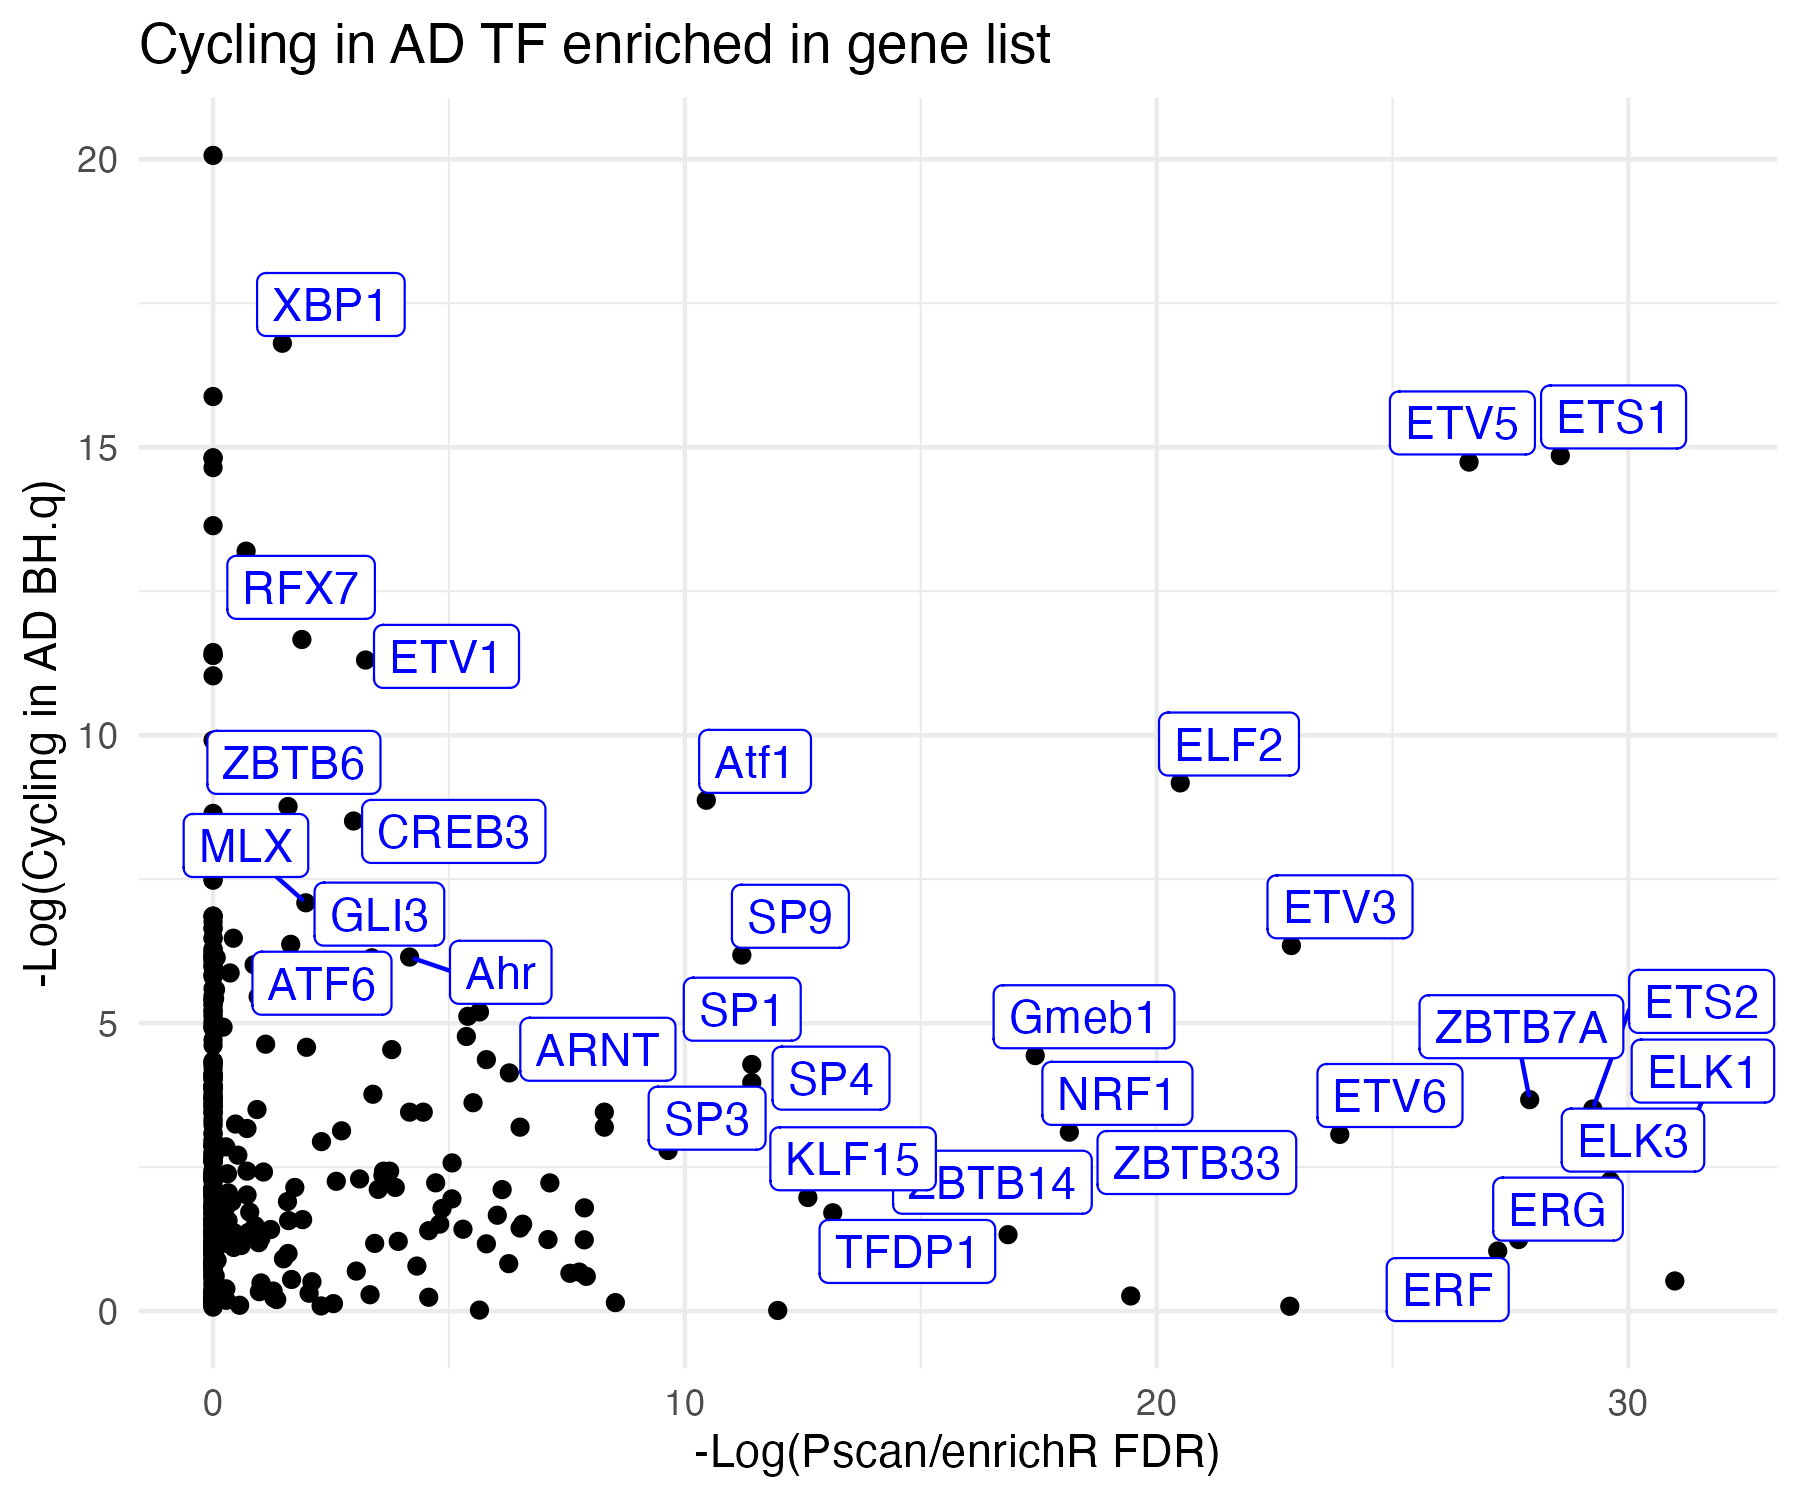 Cycling in AD TF enriched in gene list
-Log(Cycling in AD BH.q)
20
15
10
5
0
XBP1
ETV5
ETS1
RFX7
ETV1
ELF2
ZBTB6
Atf1
MLX
CREB3
GLI3
SP9
ETV3
ATF6
Ahr
SP1
Gmeb1
ETS2
ZBTB7A
ARNT
SP4
NRF1
ETV6
ELK1
SP3
KLF15
ZBTB14
ZBTB33
ELK3
ERG
TFDP1
ERF
0
10
20
30
-Log(Pscan/enrichR FDR)